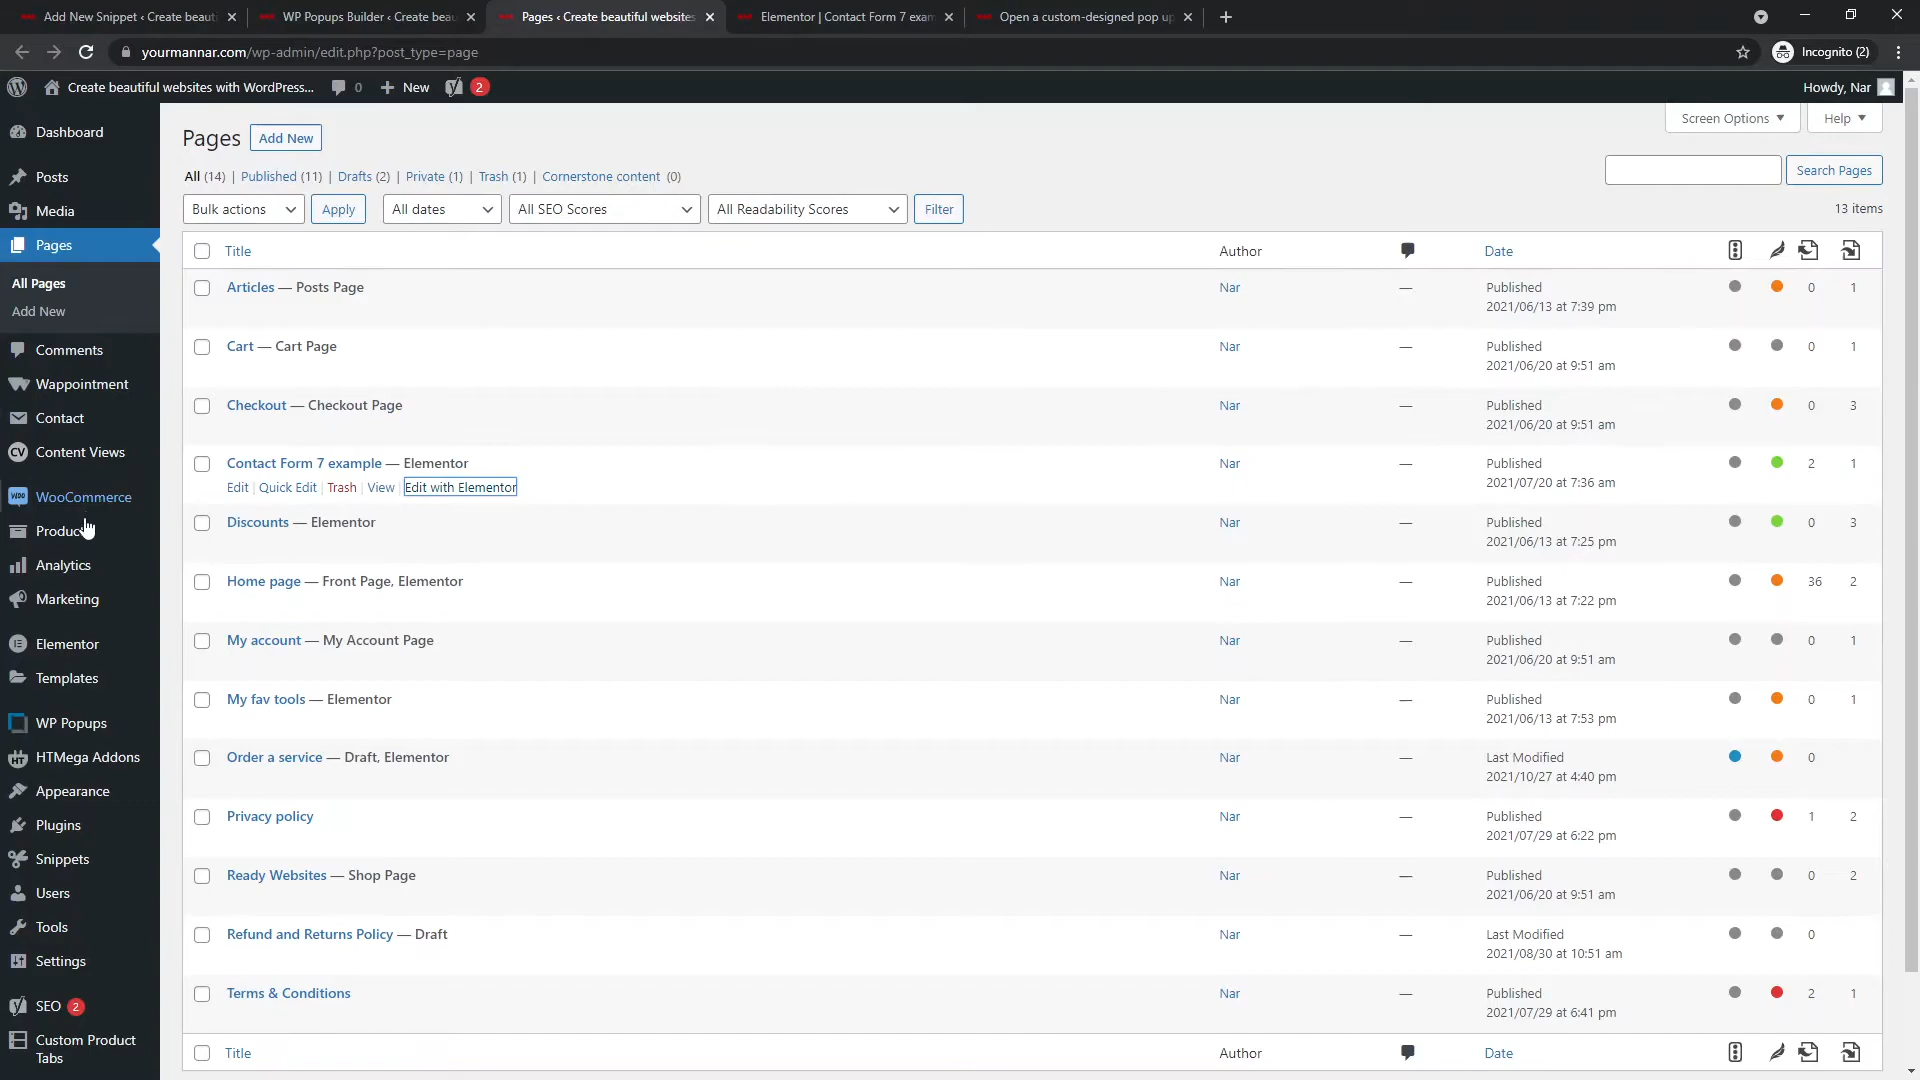 Add New Snippet ‹ Create beauti
WP Popups Builder ‹ Create beau
Pages ‹ Create beautiful websites
Elementor | Contact Form 7 exam
Open a custom-designed pop up
yourmannar.com/wp-admin/edit.php?post_type=page
Incognito (2)
Create beautiful websites with WordPress...
0
New
2
Howdy, Nar
Dashboard
Posts
Media
Pages
All Pages
Add New
Comments
Wappointment
Contact
Content Views
WooCommerce
Products
Analytics
Marketing
Elementor
Templates
WP Popups
HTMega Addons
Appearance
Plugins
Snippets
Users
Tools
Settings
SEO 2
Custom Product
Tabs
Pages Add New
Screen Options Help
All (14) | Published (11) | Drafts (2) | Private (1) | Trash (1) | Cornerstone content (0)
Search Pages
Bulk actions Apply All dates All SEO Scores All Readability Scores Filter
13 items
Title Author Date
Articles — Posts Page Nar — Published 0 1
2021/06/13 at 7:39 pm
Cart — Cart Page Nar — Published 0 1
2021/06/20 at 9:51 am
Checkout — Checkout Page Nar — Published 0 3
2021/06/20 at 9:51 am
Contact Form 7 example — Elementor Nar — Published 2 1
Edit | Quick Edit | Trash | View | Edit with Elementor 2021/07/20 at 7:36 am
Discounts — Elementor Nar — Published 0 3
2021/06/13 at 7:25 pm
Home page — Front Page, Elementor Nar — Published 36 2
2021/06/13 at 7:22 pm
My account — My Account Page Nar — Published 0 1
2021/06/20 at 9:51 am
My fav tools — Elementor Nar — Published 0 1
2021/06/13 at 7:53 pm
Order a service — Draft, Elementor Nar — Last Modified 0
2021/10/27 at 4:40 pm
Privacy policy Nar — Published 1 2
2021/07/29 at 6:22 pm
Ready Websites — Shop Page Nar — Published 0 2
2021/06/20 at 9:51 am
Refund and Returns Policy — Draft Nar — Last Modified 0
2021/08/30 at 10:51 am
Terms & Conditions Nar — Published 2 1
2021/07/29 at 6:41 pm
Title Author Date